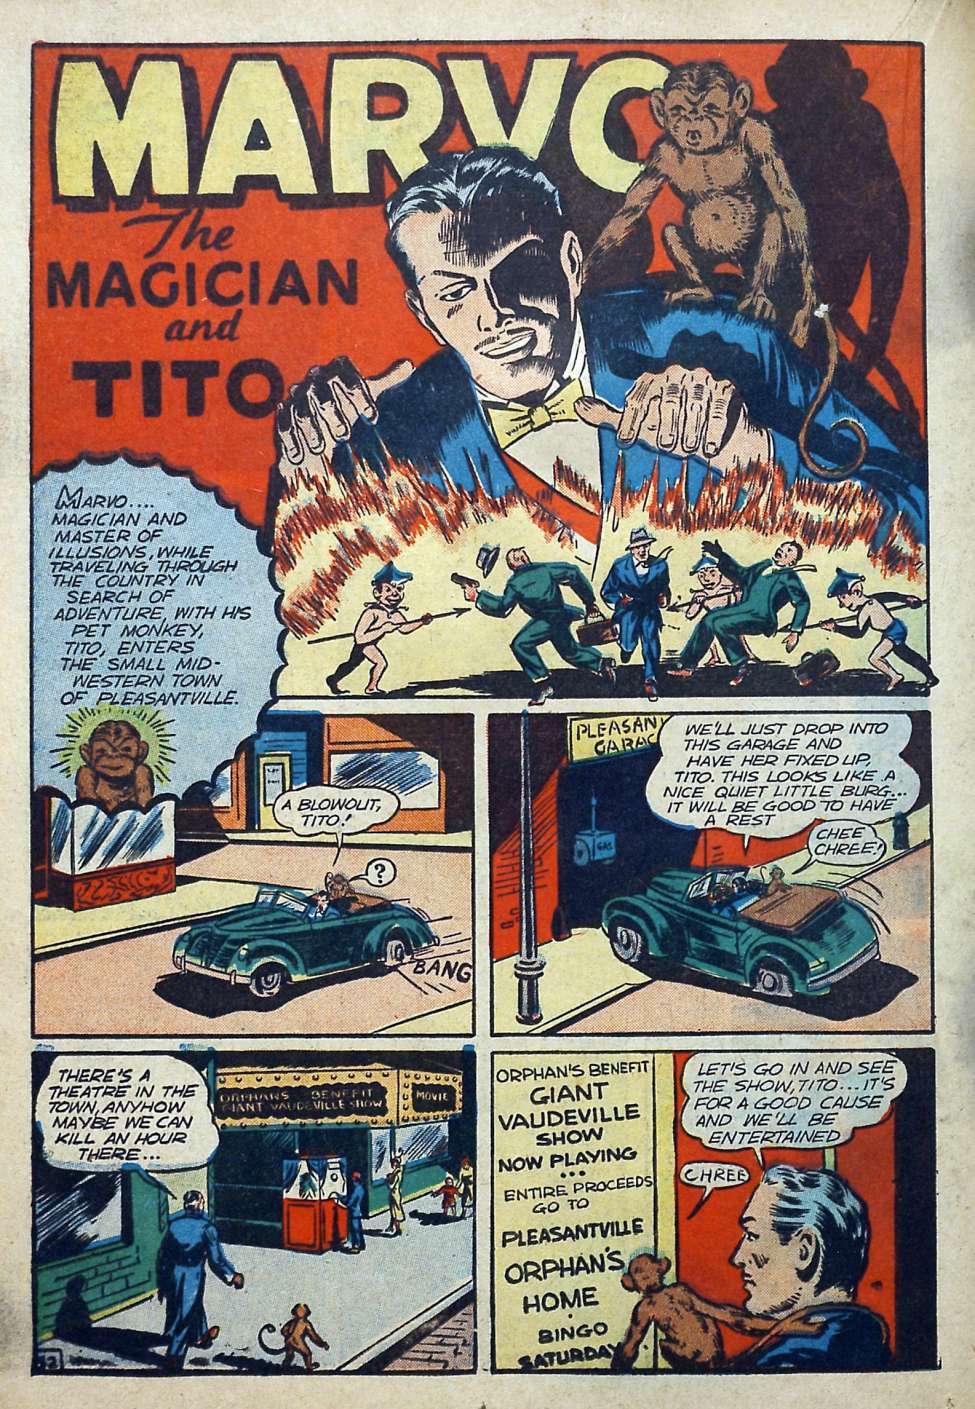 MARVO
The
MAGICIAN
and
TITO
MARVO....
MAGICIAN AND
MASTER OF
ILLUSIONS, WHILE
TRAVELING THROUGH
THE COUNTRY IN
SEARCH OF
ADVENTURE, WITH HIS
PET MONKEY,
TITO, ENTERS
THE SMALL MID-
WESTERN TOWN
OF PLEASANTVILLE.
A BLOWOUT,
TITO!
?
BANG
PLEASAN
GARAG
WE'LL JUST DROP INTO
THIS GARAGE AND
HAVE HER FIXED UP,
TITO. THIS LOOKS LIKE A
NICE QUIET LITTLE BURG...
IT WILL BE GOOD TO HAVE
A REST
CHEE
CHREE!
GAS
THERE'S A
THEATRE IN THE
TOWN, ANYHOW
MAYBE WE CAN
KILL AN HOUR
THERE...
ORPHANS BENEFIT
GIANT VAUDEVILLE SHOW
MOVIE
2
ORPHAN'S BENEFIT
GIANT
VAUDEVILLE
SHOW
NOW PLAYING
...
ENTIRE PROCEEDS
GO TO
PLEASANTVILLE
ORPHAN'S
HOME
·
BINGO
SATURDAY
LET'S GO IN AND SEE
THE SHOW, TITO... IT'S
FOR A GOOD CAUSE
AND WE'LL BE
ENTERTAINED
CHREE